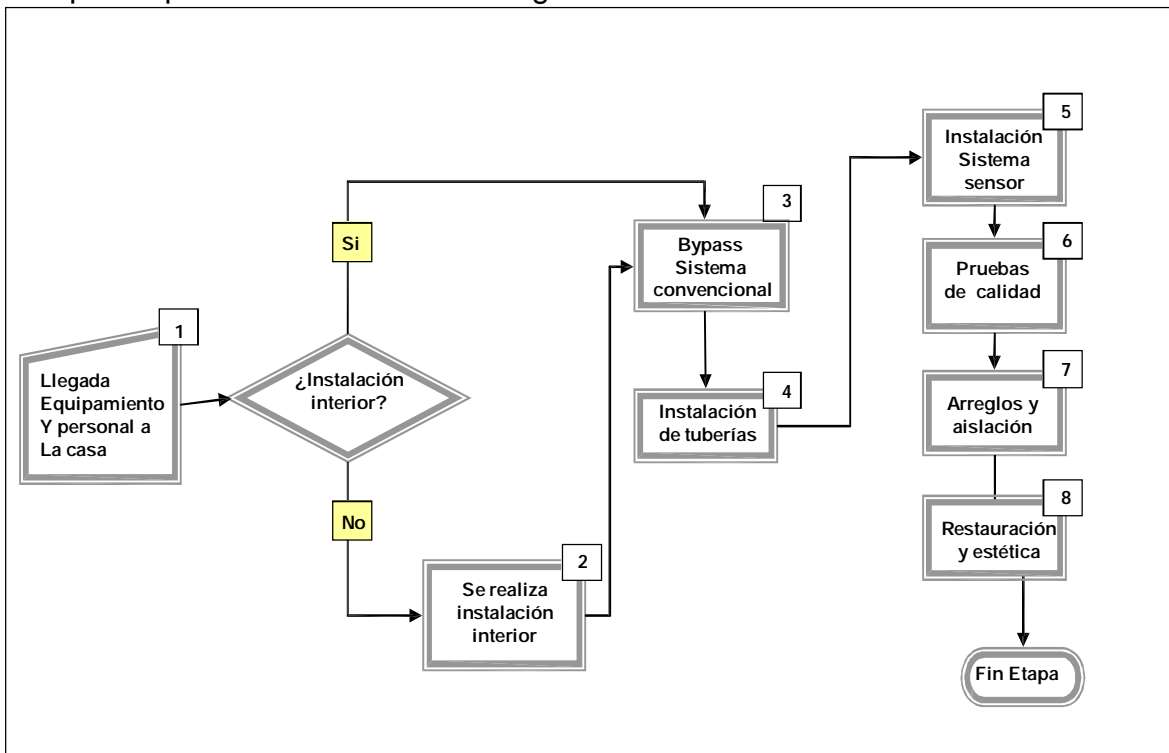 1
Llegada
Equipamiento
Y personal a
La casa
¿Instalación
interior?
Si
No
2
Se realiza
instalación
interior
3
Bypass
Sistema
convencional
4
Instalación
de tuberías
5
Instalación
Sistema
sensor
6
Pruebas
de calidad
7
Arreglos y
aislación
8
Restauración
y estética
Fin Etapa